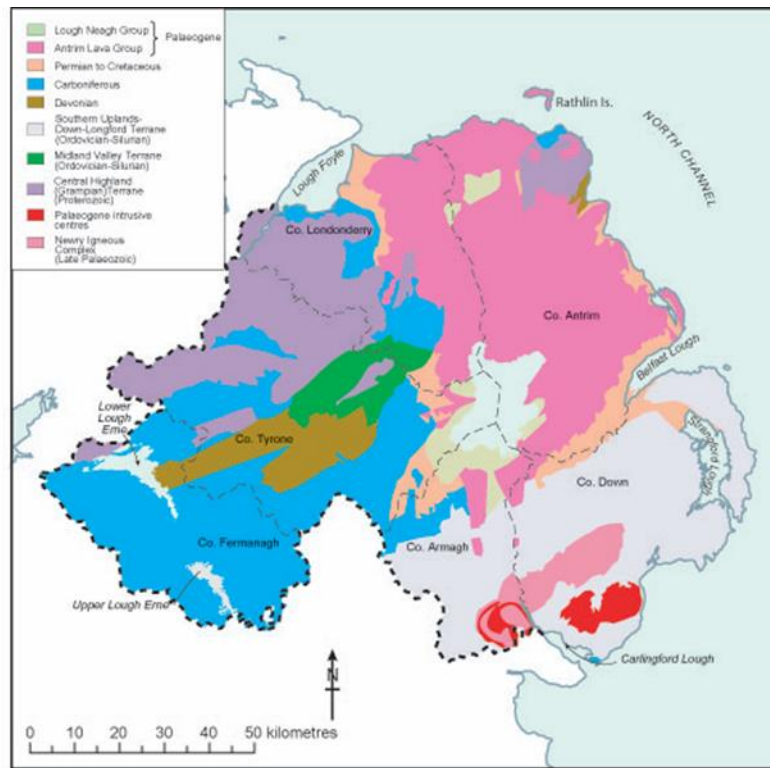 Lough Neagh Group
Antrim Lava Group
Palaeogene
Permian to Cretaceous
Carboniferous
Devonian
Southern Uplands-
Down-Longford Terrane
(Ordovician-Silurian)
Midland Valley Terrane
(Ordovician-Silurian)
Central Highland
(Grampian)Terrane
(Proterozoic)
Palaeogene intrusive
centres
Newry Igneous
Complex
(Late Palaeozoic)
Rathlin Is.
NORTH CHANNEL
Lough Foyle
Co. Londonderry
Co. Antrim
Belfast Lough
Lower
Lough
Erne
Co. Tyrone
Strangford Lough
Co. Down
Co. Fermanagh
Co. Armagh
Upper Lough Erne
Carlingford Lough
N
0 10 20 30 40 50 kilometres